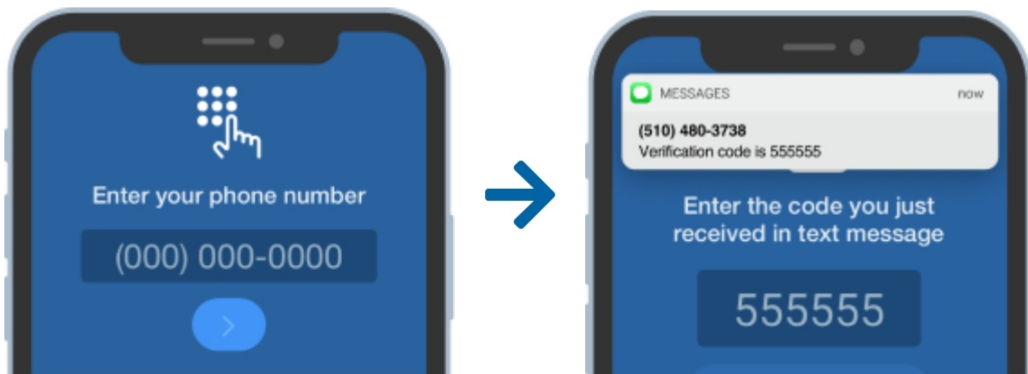 Enter your phone number
(000) 000-0000
MESSAGES now
(510) 480-3738
Verification code is 555555
Enter the code you just
received in text message
555555